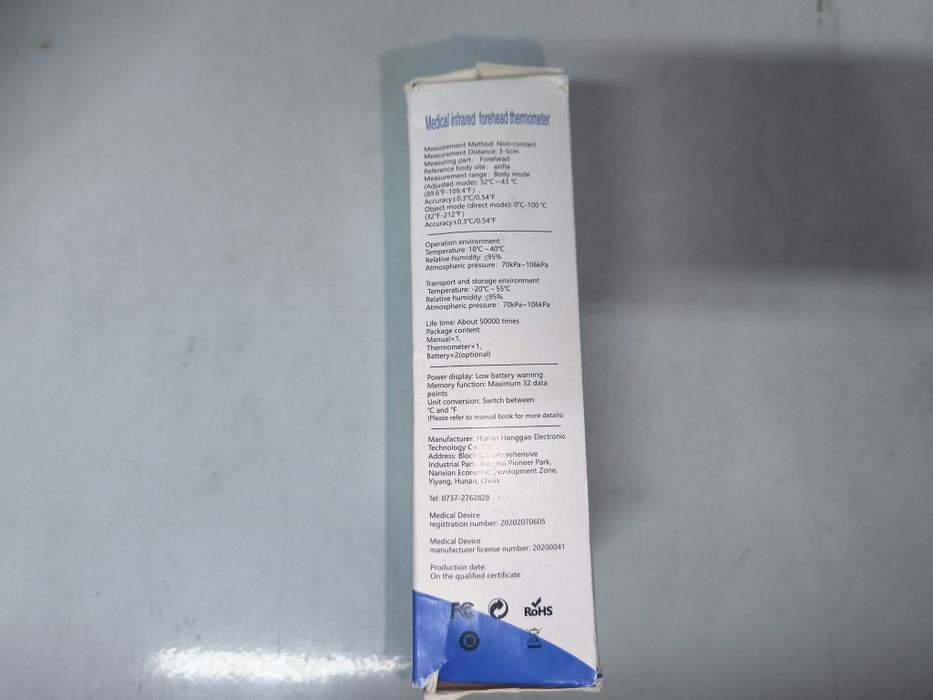 Medical infrared forehead thermometer
Measurement Method: Non-contact
Measurement Distance: 3-5cm
Measuring part: Forehead
Reference body site: axilla
Measurement range: Body mode
(Adjusted mode): 32℃~43℃
(89.6℉-109.4℉) ,
Accuracy±0.3℃/0.54℉
Object mode (direct mode): 0℃-100℃
(32℉-212℉)
Accuracy±0.3℃/0.54℉
Operation environment
Temperature: 10℃~40℃
Relative humidity: ≤95%
Atmospheric pressure: 70kPa~106kPa
Transport and storage environment
Temperature: -20℃~55℃
Relative humidity: ≤95%
Atmospheric pressure: 70kPa~106kPa
Life time: About 50000 times
Package content
Manual×1,
Thermometer×1,
Battery×2(optional)
Power display: Low battery warning
Memory function: Maximum 32 data
points
Unit conversion: Switch between
℃ and ℉
(Please refer to manual book for more details)
Manufacturer: Hunan Honggao Electronic
Technology
Address: Comprehensive
Industrial Park, Pioneer Park,
Nanxian Economic Development Zone,
Yiyang, Hunan, China
Tel: 0737-2762828
Medical Device
registration number: 20202070605
Medical Device
manufacturer license number: 20200041
Production date:
On the qualified certificate
FC RoHS